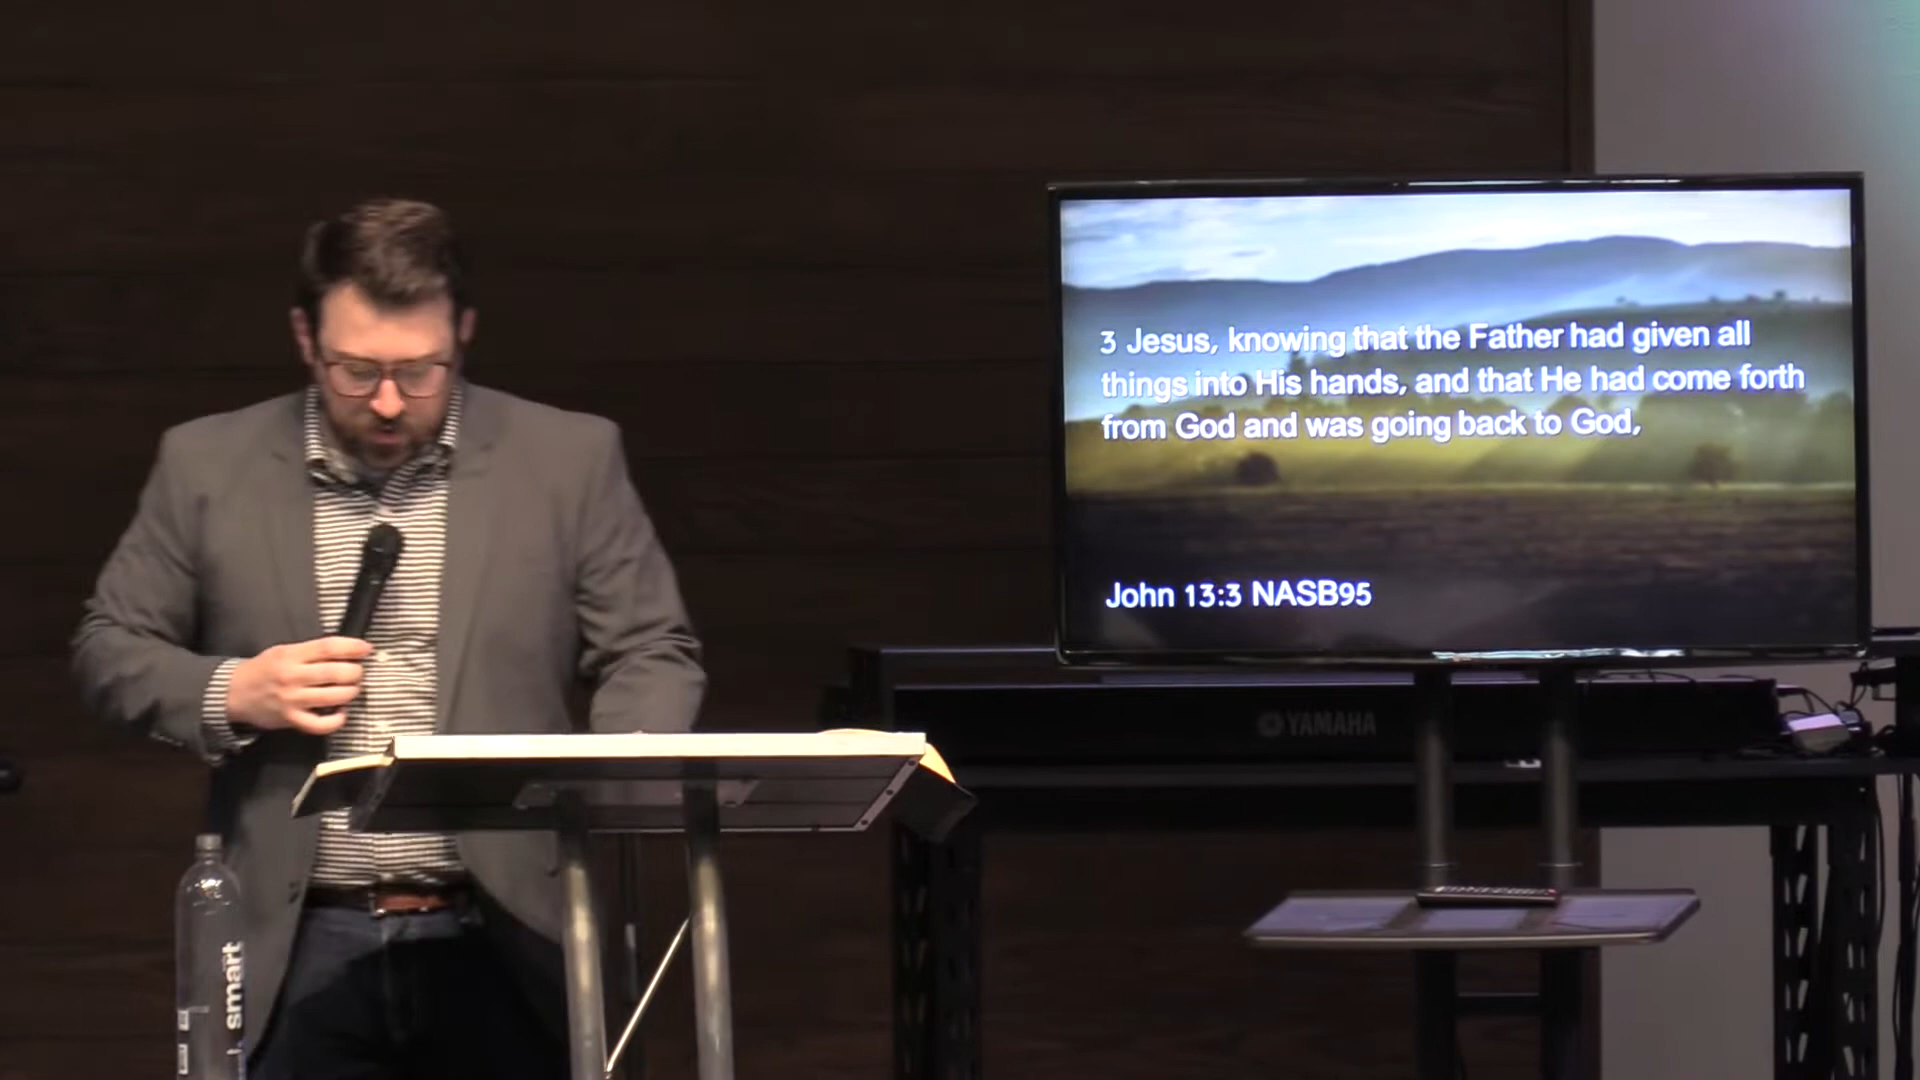 3 Jesus, knowing that the Father had given all
things into His hands, and that He had come forth
from God and was going back to God,
John 13:3 NASB95
YAMAHA
smart